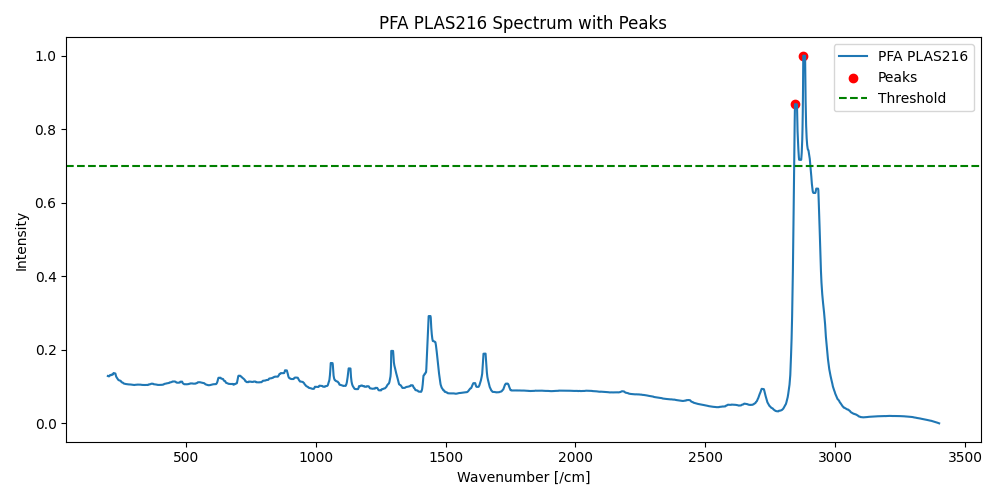 PFA PLAS216 Spectrum with Peaks
PFA PLAS216
Peaks
Threshold
Intensity
1.0
0.8
0.6
0.4
0.2
0.0
500 1000 1500 2000 2500 3000 3500
Wavenumber [/cm]